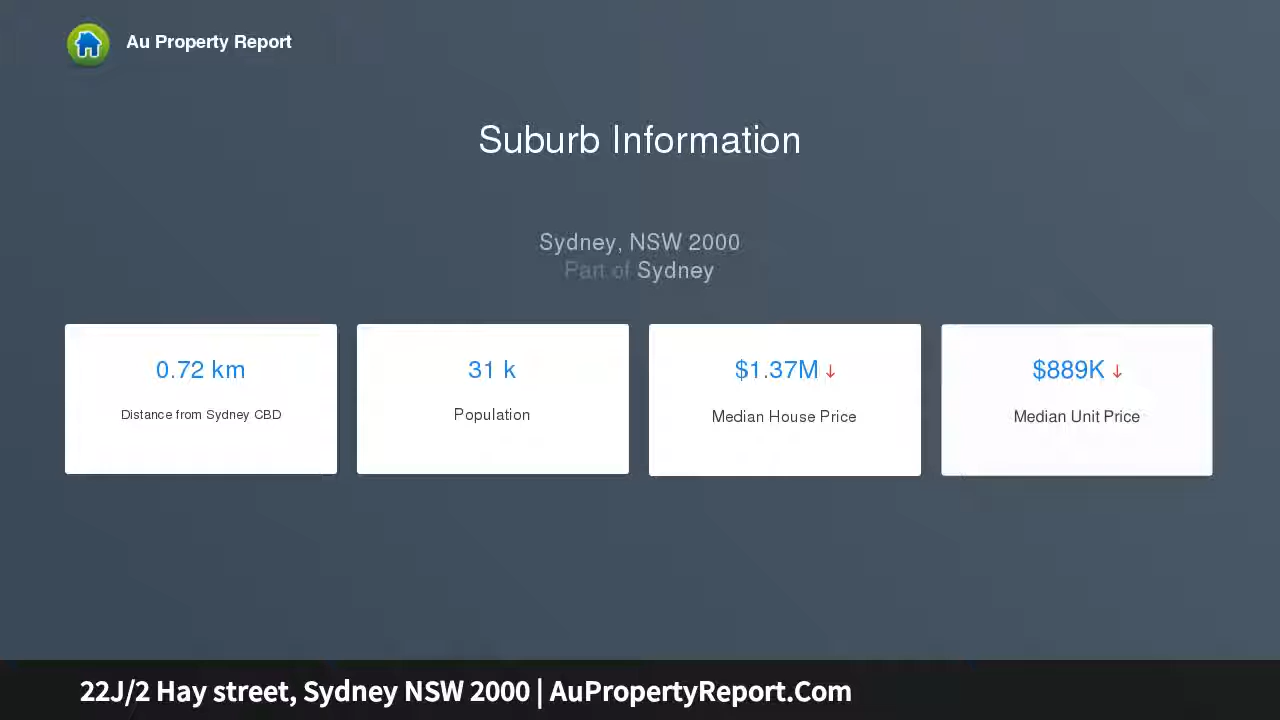 Au Property Report
Suburb Information
Sydney, NSW 2000
Part of Sydney
0.72 km
Distance from Sydney CBD
31 k
Population
$1.37M ↓
Median House Price
$889K ↓
Median Unit Price
22J/2 Hay street, Sydney NSW 2000 | AuPropertyReport.Com